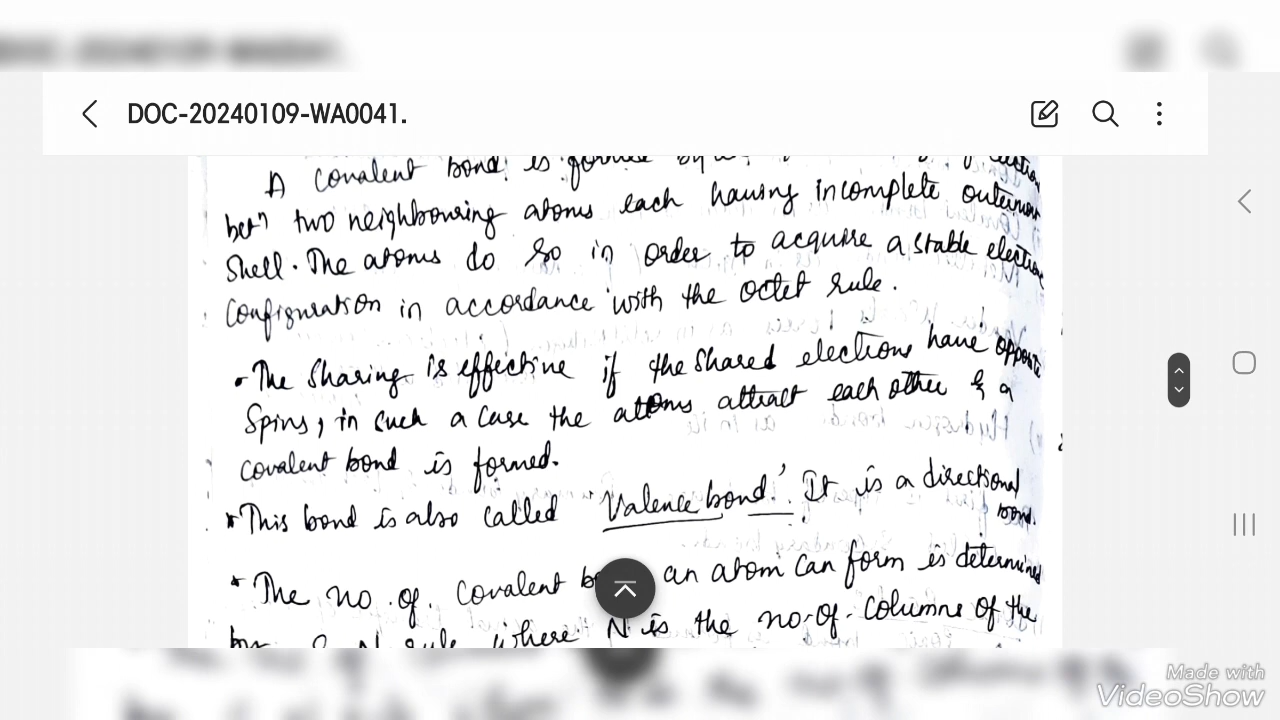 DOC-20240109-WA0041.
A covalent bond is formed
betn two neighbouring atoms each having incomplete outermost
Shell. The atoms do so in order to acquire a stable electron
Configuration in accordance with the octet rule.
• The sharing is effective if the shared electrons have opposite
Spins, in such a case the atoms attract each other & a
covalent bond is formed.
* This bond is also called 'Valence bond.' It is a directional
bond.
* The no. of. covalent an atom can form is determined
rule where N is the no. of. columns of the
Made with
VideoShow